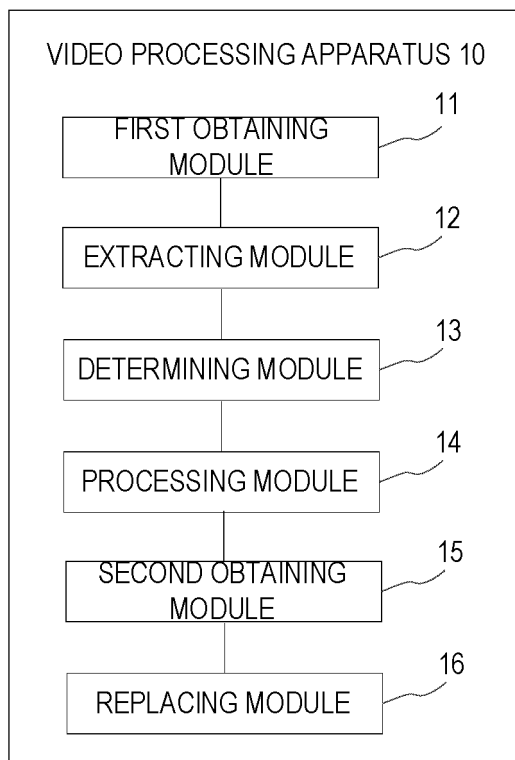 VIDEO PROCESSING APPARATUS 10
11
FIRST OBTAINING
MODULE
12
EXTRACTING MODULE
13
DETERMINING MODULE
14
PROCESSING MODULE
15
SECOND OBTAINING
MODULE
16
REPLACING MODULE